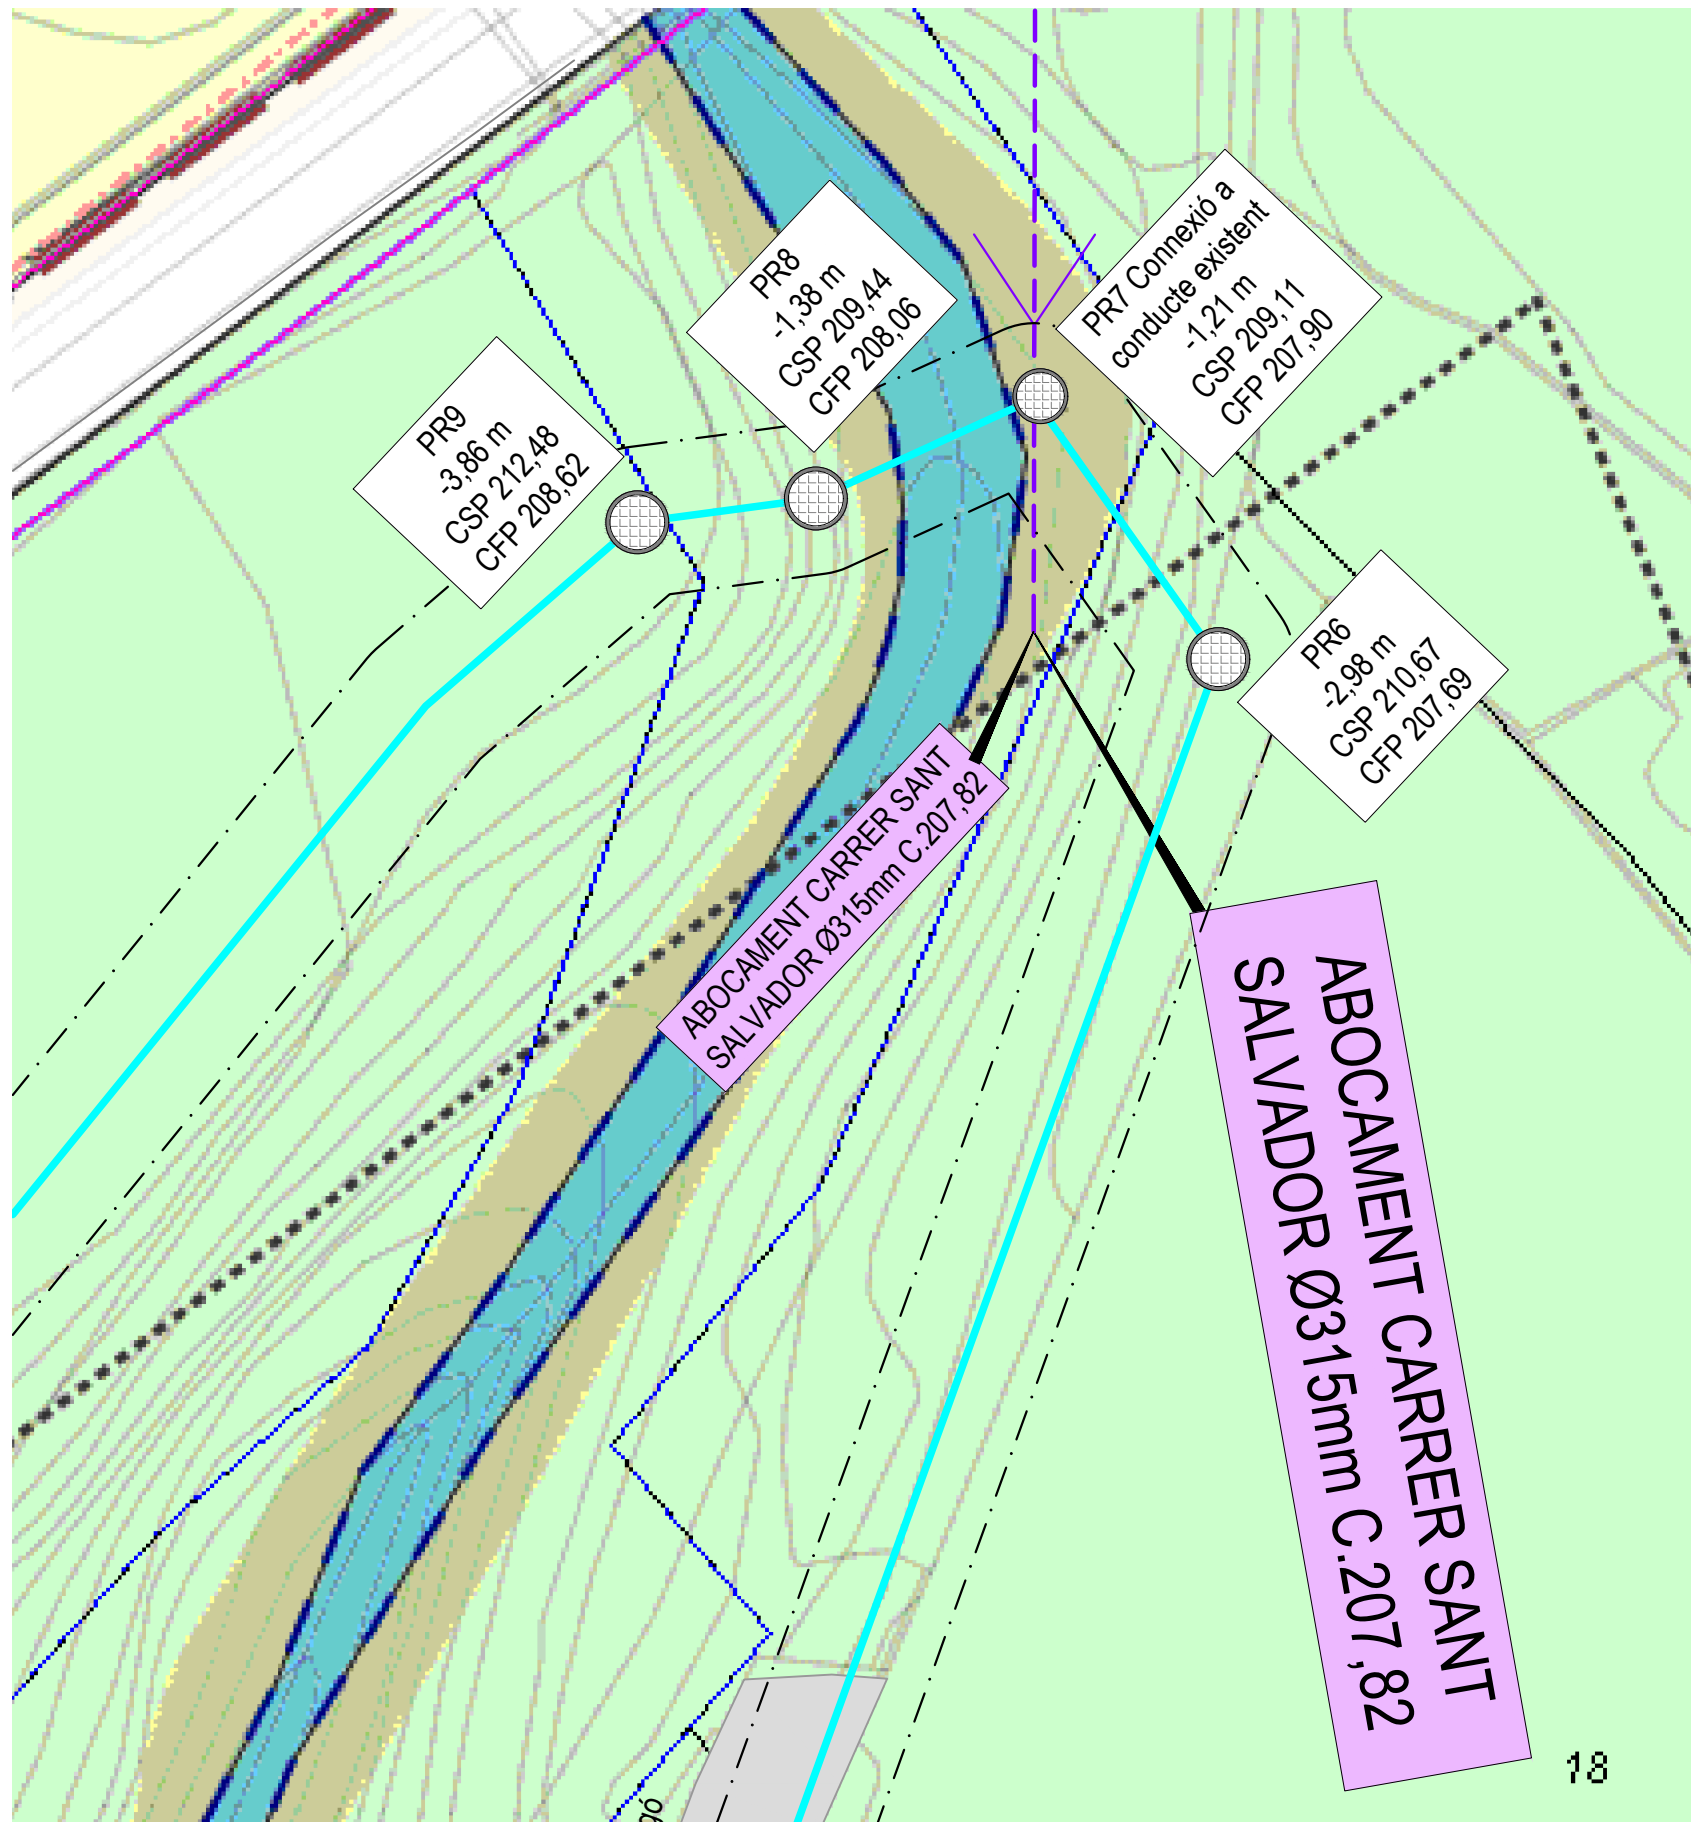 PR8
-1,38 m
CSP 209,44
CFP 208,06
PR7 Connexió a
conducte existent
-1,21 m
CSP 209,11
CFP 207,90
PR9
-3,86 m
CSP 212,48
CFP 208,62
PR6
-2,98 m
CSP 210,67
CFP 207,69
ABOCAMENT CARRER SANT
SALVADOR Ø315mm C.207,82
ABOCAMENT CARRER SANT
SALVADOR Ø315mm C.207,82
18